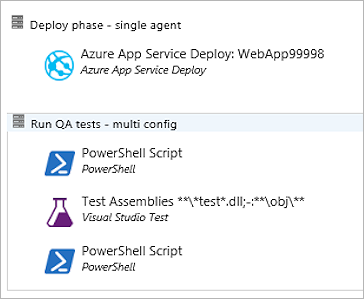 Deploy phase - single agent
Azure App Service Deploy: WebApp99998
Azure App Service Deploy
Run QA tests - multi config
PowerShell Script
PowerShell
Test Assemblies **\*test*.dll;-:**\obj\**
Visual Studio Test
PowerShell Script
PowerShell